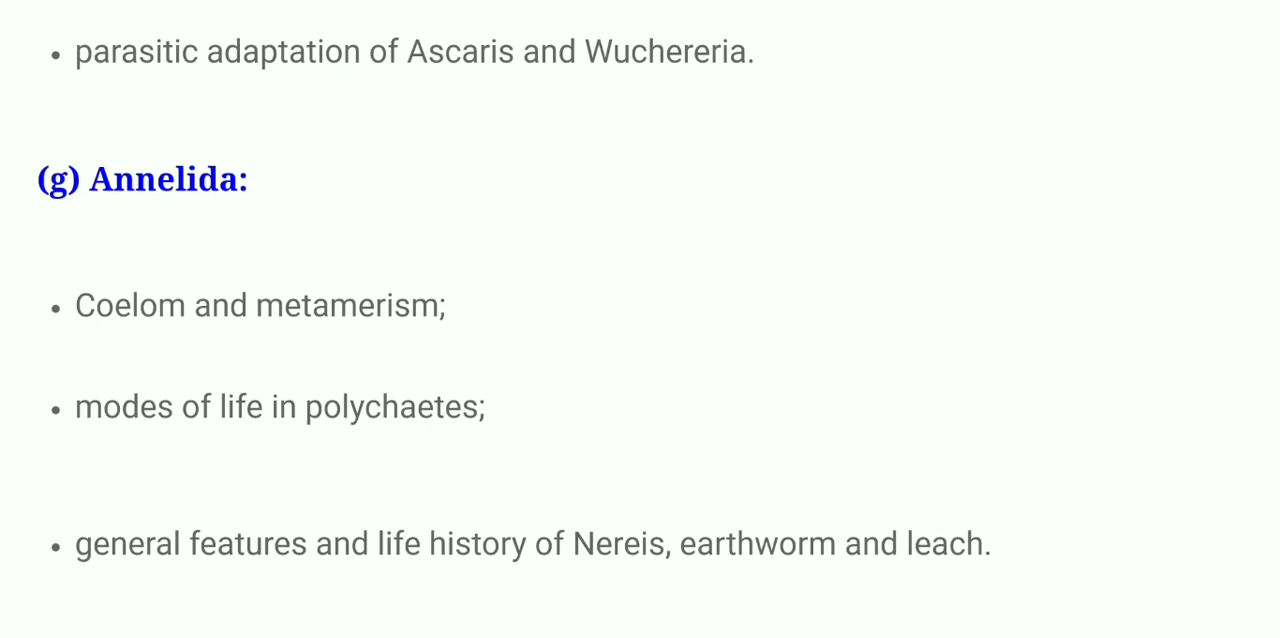 • parasitic adaptation of Ascaris and Wuchereria.
(g) Annelida:
• Coelom and metamerism;
• modes of life in polychaetes;
• general features and life history of Nereis, earthworm and leach.